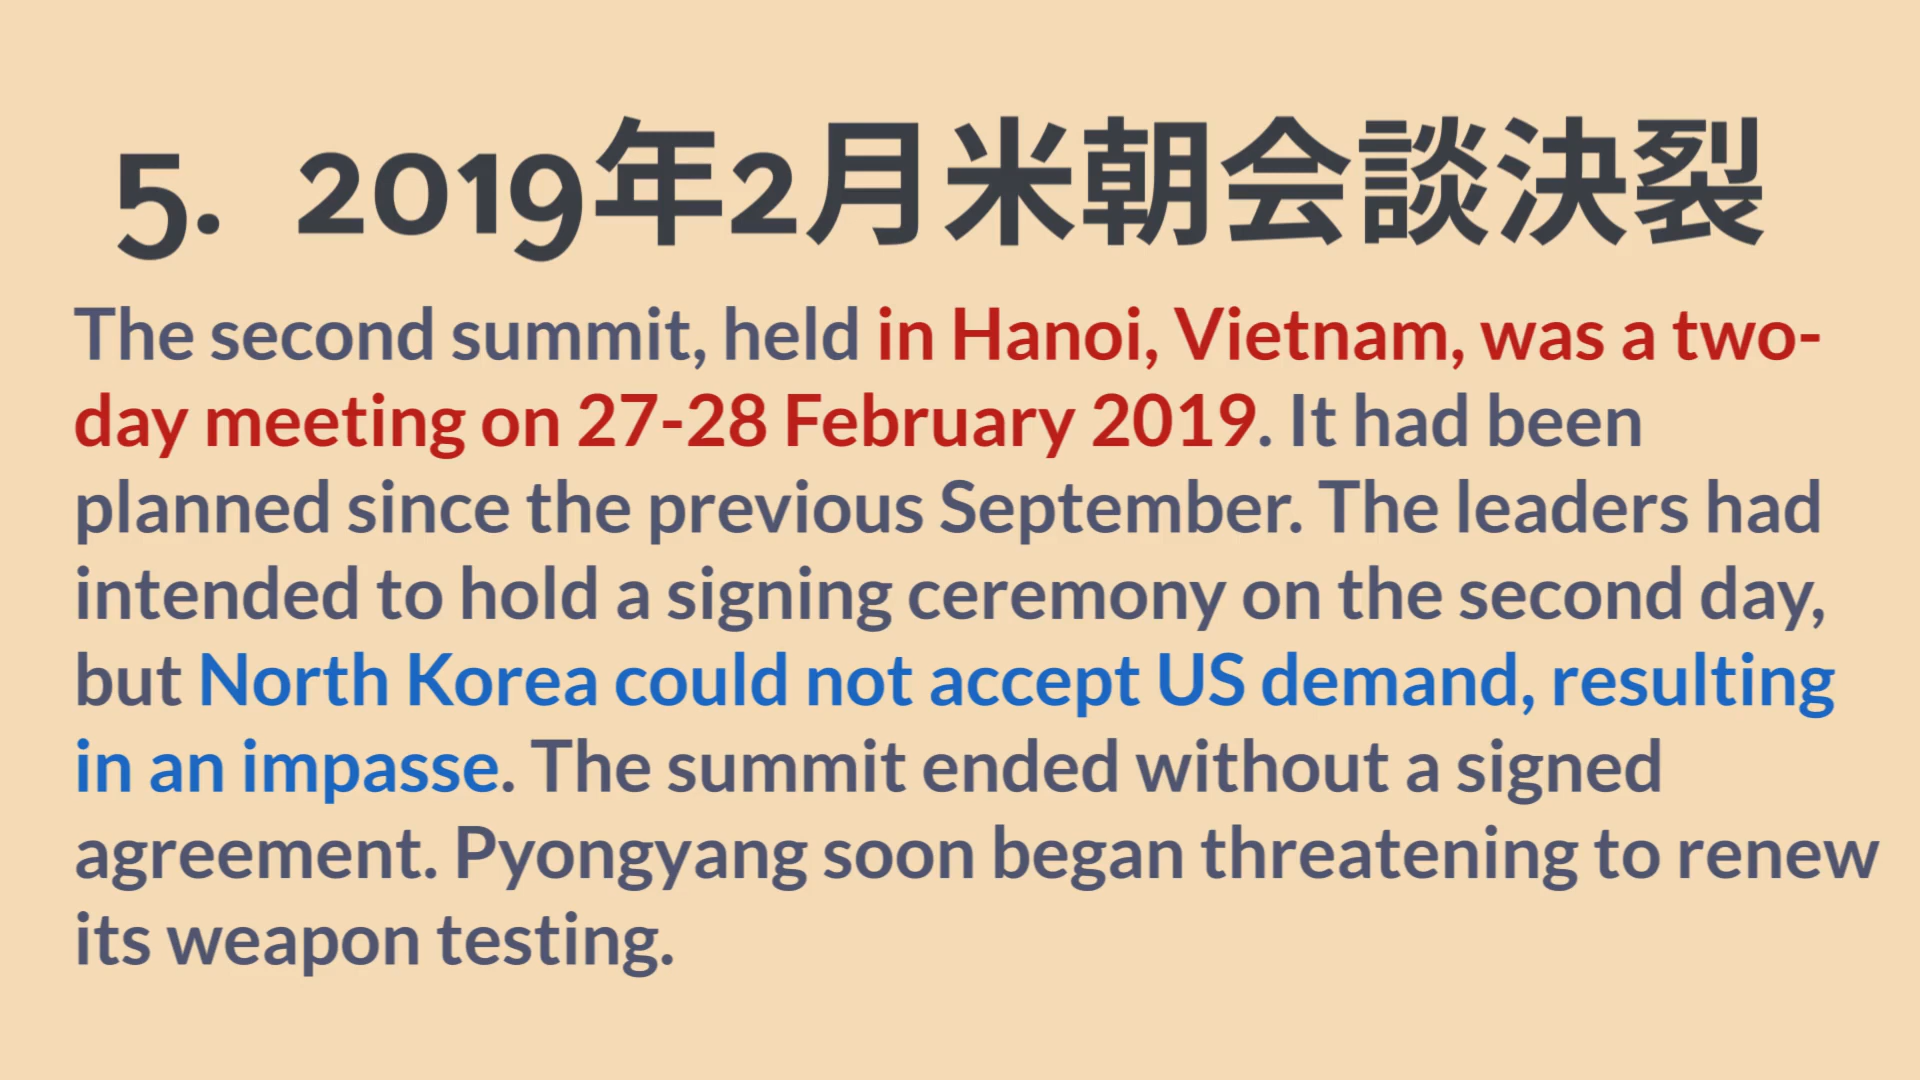 5. 2019年2月米朝会談決裂
The second summit, held in Hanoi, Vietnam, was a two-
day meeting on 27-28 February 2019. It had been
planned since the previous September. The leaders had
intended to hold a signing ceremony on the second day,
but North Korea could not accept US demand, resulting
in an impasse. The summit ended without a signed
agreement. Pyongyang soon began threatening to renew
its weapon testing.